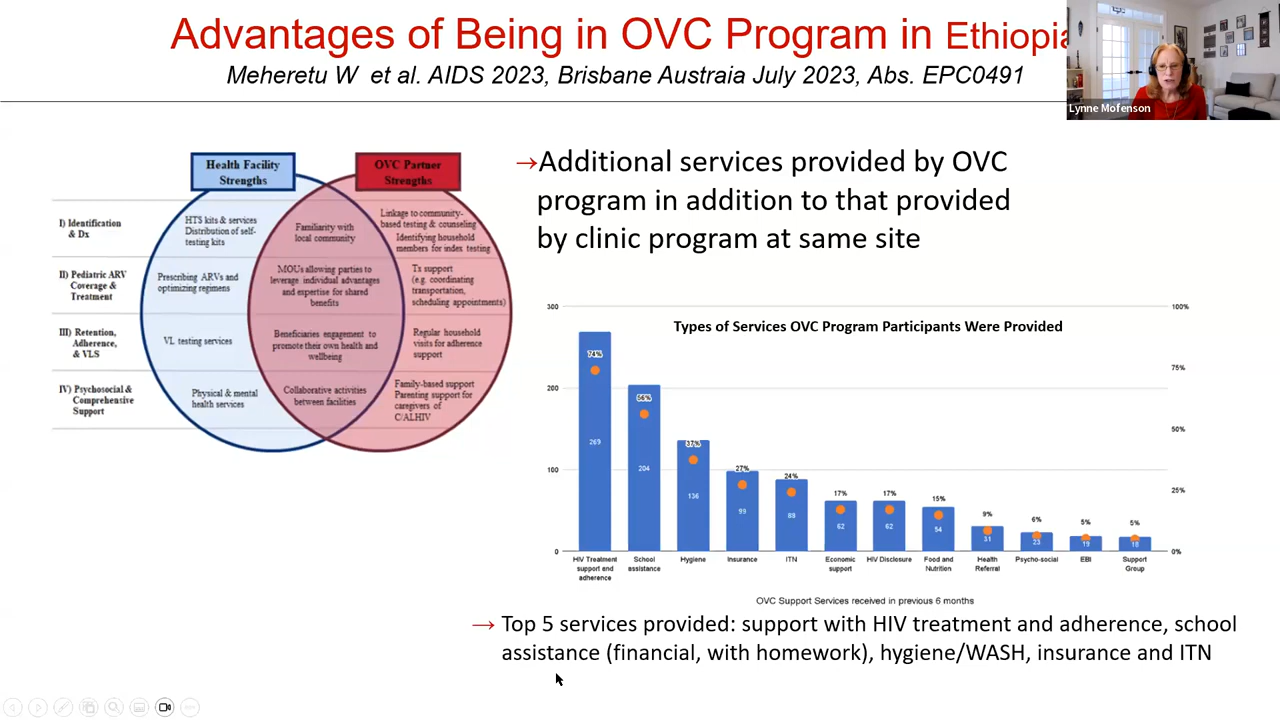 Advantages of Being in OVC Program in Ethiopia
Meheretu W et al. AIDS 2023, Brisbane Austraia July 2023, Abs. EPC0491
Lynne Mofenson
Health Facility
Strengths
OVC Partner
Strengths
I) Identification
& Dx
HTS kits & services
Distribution of self-
testing kits
Familiarity with
local community
Linkage to community-
based testing & counseling
Identifying household
members for index testing
II) Pediatric ARV
Coverage &
Treatment
Prescribing ARVs and
optimizing regimens
MOUs allowing parties to
leverage individual advantages
and expertise for shared
benefits
Tx support
(e.g. coordinating
transportation,
scheduling appointments)
III) Retention,
Adherence,
& VLS
VL testing services
Beneficiaries engagement to
promote their own health and
wellbeing
Regular household
visits for adherence
support
IV) Psychosocial &
Comprehensive
Support
Physical & mental
health services
Collaborative activities
between facilities
Family-based support
Parenting support for
caregivers of
C/ALHIV
→Additional services provided by OVC
program in addition to that provided
by clinic program at same site
Types of Services OVC Program Participants Were Provided
300
200
100
0
100%
75%
50%
25%
0%
74%
56%
37%
27%
24%
17%
17%
15%
9%
6%
5%
5%
269
204
136
99
88
62
62
54
31
23
19
18
HIV Treatment
support end
adherence
School
assistance
Hygiene
Insurance
ITN
Economic
support
HIV Disclosure
Food and
Nutrition
Health
Referral
Psycho-social
EBI
Support
Group
OVC Support Services received in previous 6 months
→ Top 5 services provided: support with HIV treatment and adherence, school
assistance (financial, with homework), hygiene/WASH, insurance and ITN